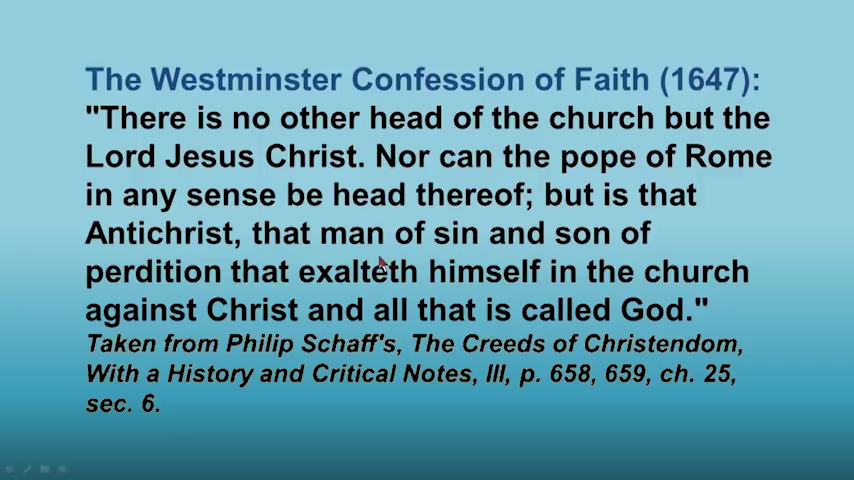 The Westminster Confession of Faith (1647):
"There is no other head of the church but the
Lord Jesus Christ. Nor can the pope of Rome
in any sense be head thereof; but is that
Antichrist, that man of sin and son of
perdition that exalteth himself in the church
against Christ and all that is called God."
Taken from Philip Schaff's, The Creeds of Christendom,
With a History and Critical Notes, III, p. 658, 659, ch. 25,
sec. 6.